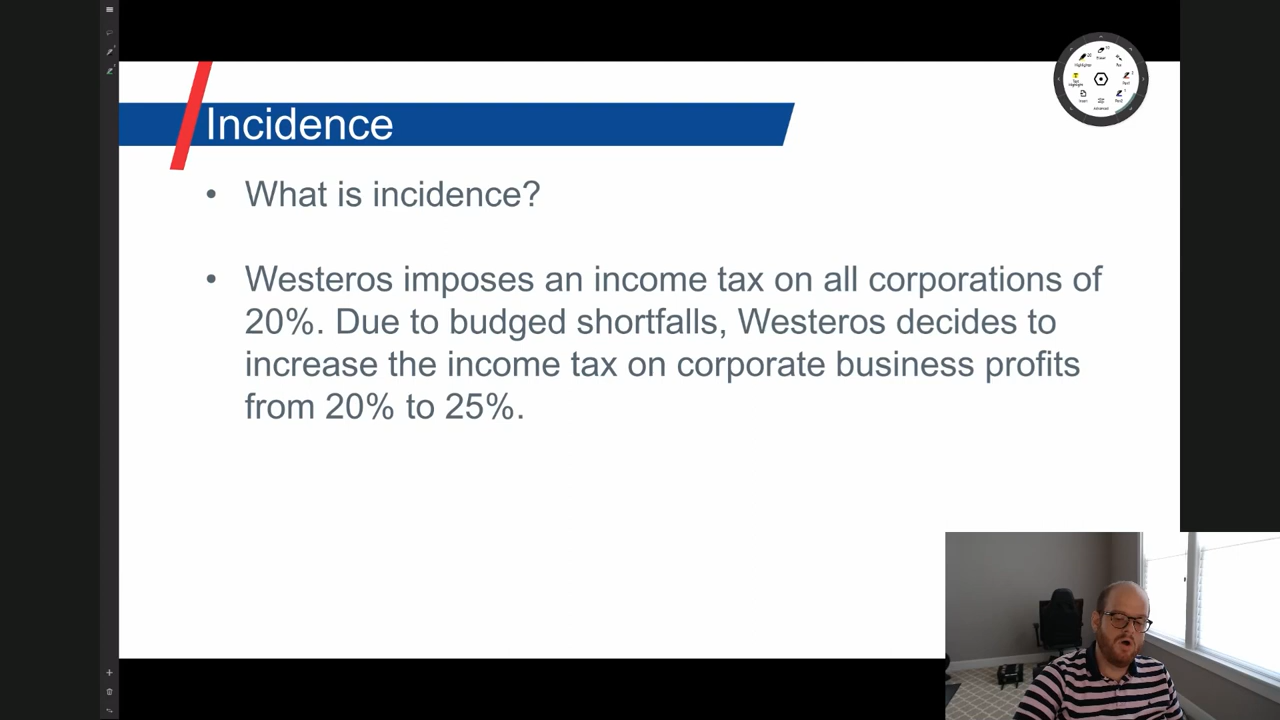 Incidence
• What is incidence?
• Westeros imposes an income tax on all corporations of
20%. Due to budged shortfalls, Westeros decides to
increase the income tax on corporate business profits
from 20% to 25%.